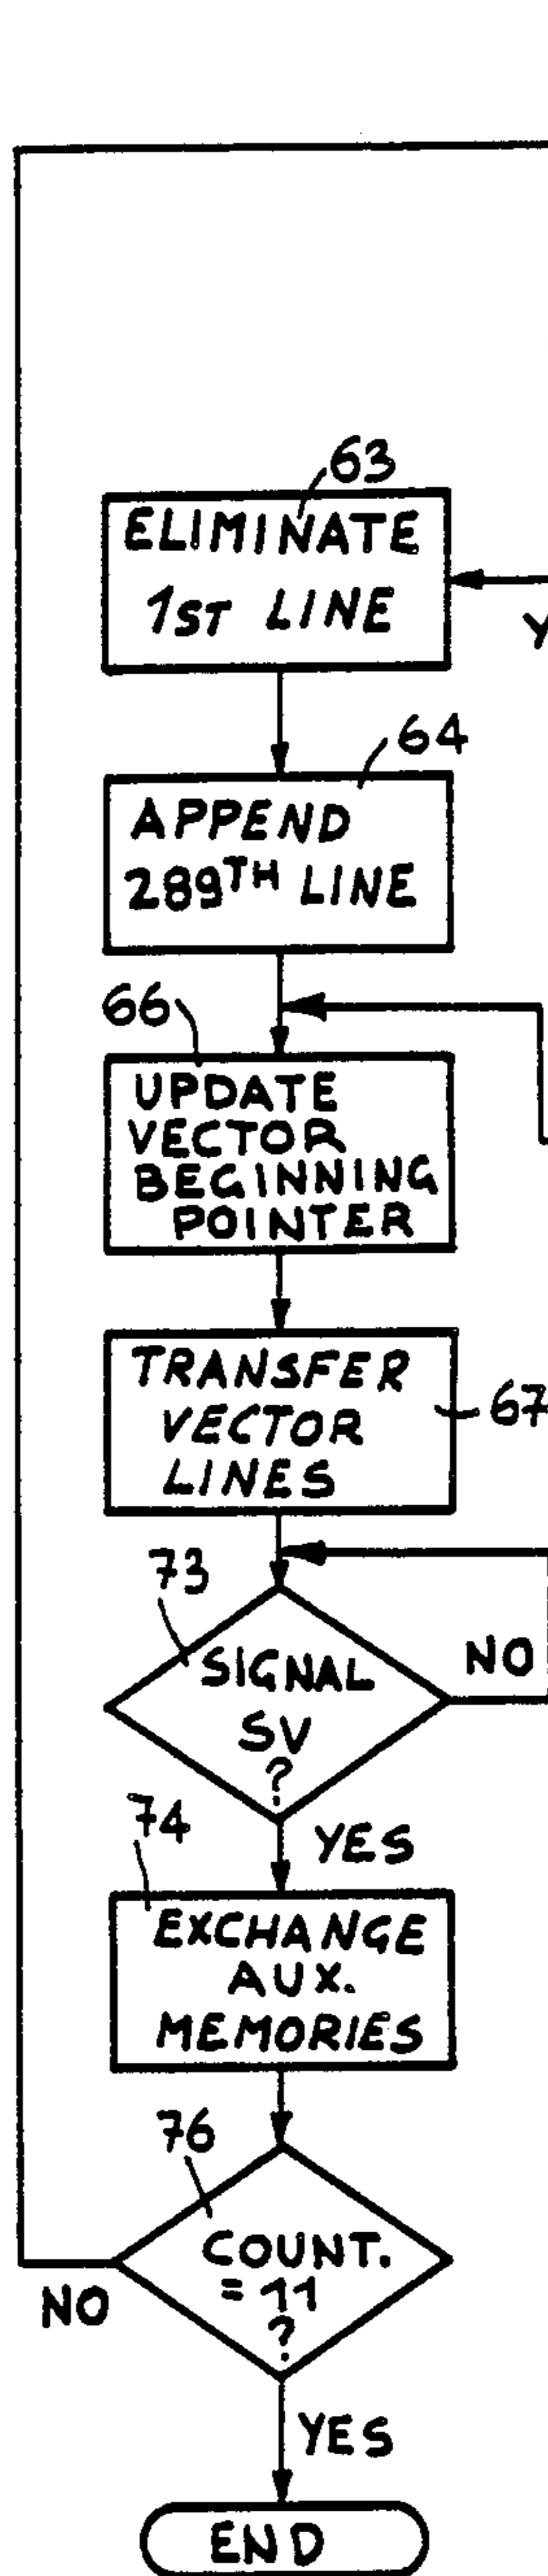 63
ELIMINATE
1ST LINE
Y
64
APPEND
289TH LINE
66
UPDATE
VECTOR
BEGINNING
POINTER
TRANSFER
VECTOR
LINES
67
73
SIGNAL
SV
?
NO
YES
74
EXCHANGE
AUX.
MEMORIES
76
COUNT.
= 11
?
NO
YES
END